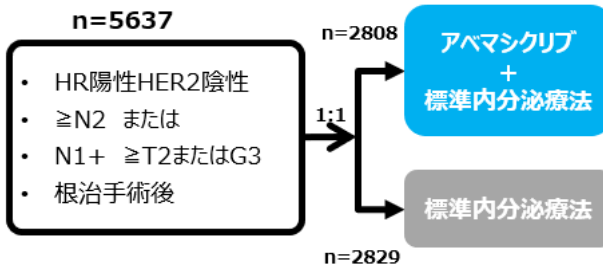 n=5637
・ HR陽性HER2陰性
・ ≧N2 または
・ N1+ ≧T2またはG3
・ 根治手術後
1:1
n=2808
アベマシクリブ
+
標準内分泌療法
標準内分泌療法
n=2829